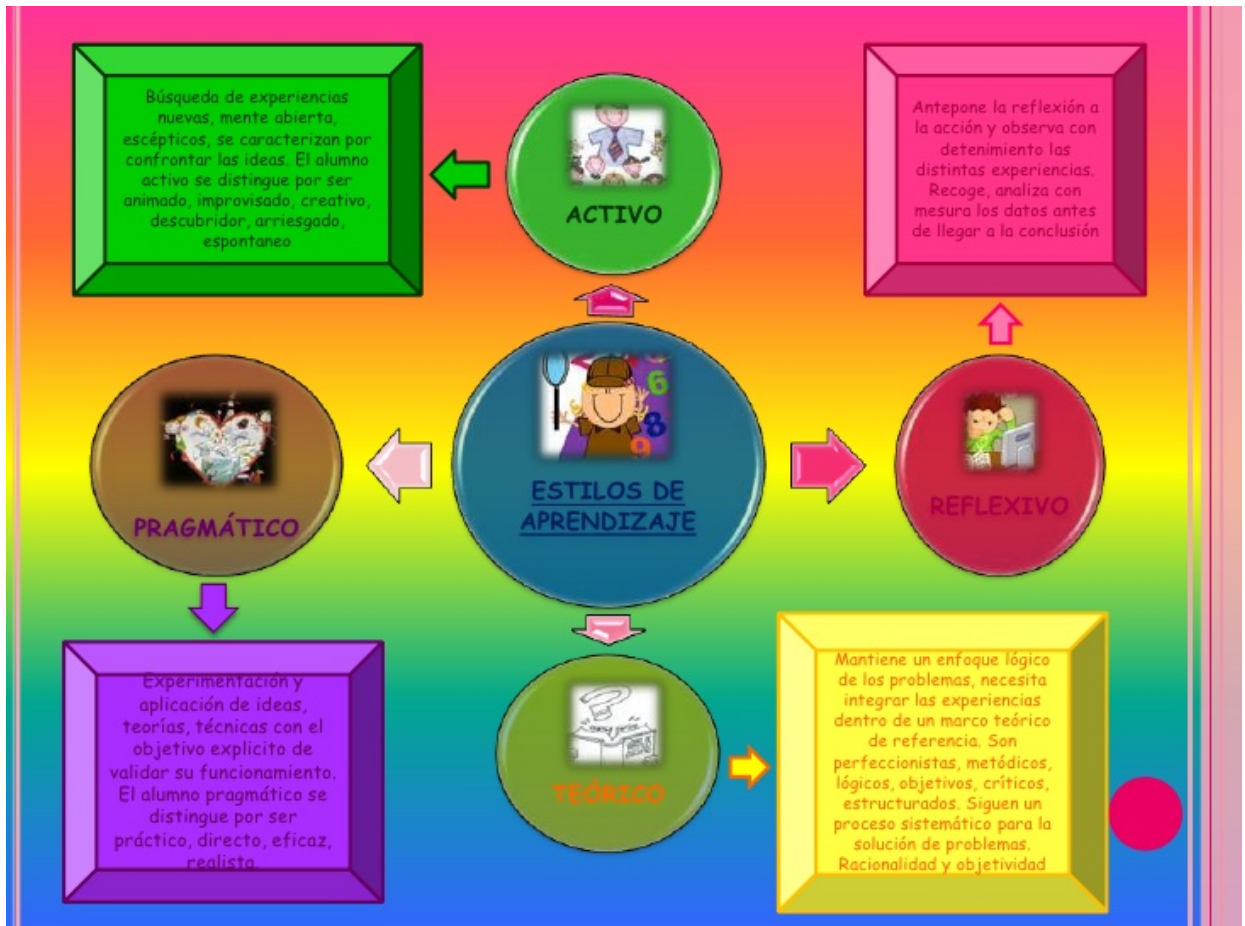 Búsqueda de experiencias
nuevas, mente abierta,
escépticos, se caracterizan por
confrontar las ideas. El alumno
activo se distingue por ser
animado, improvisado, creativo,
descubridor, arriesgado,
espontaneo
ACTIVO
Antepone la reflexión a
la acción y observa con
detenimiento las
distintas experiencias.
Recoge, analiza con
mesura los datos antes
de llegar a la conclusión
ESTILOS DE
APRENDIZAJE
6
8
9
PRAGMÁTICO
REFLEXIVO
Experimentación y
aplicación de ideas,
teorías, técnicas con el
objetivo explicito de
validar su funcionamiento.
El alumno pragmático se
distingue por ser
práctico, directo, eficaz,
realista.
TEÓRICO
Mantiene un enfoque lógico
de los problemas, necesita
integrar las experiencias
dentro de un marco teórico
de referencia. Son
perfeccionistas, metódicos,
lógicos, objetivos, críticos,
estructurados. Siguen un
proceso sistemático para la
solución de problemas.
Racionalidad y objetividad